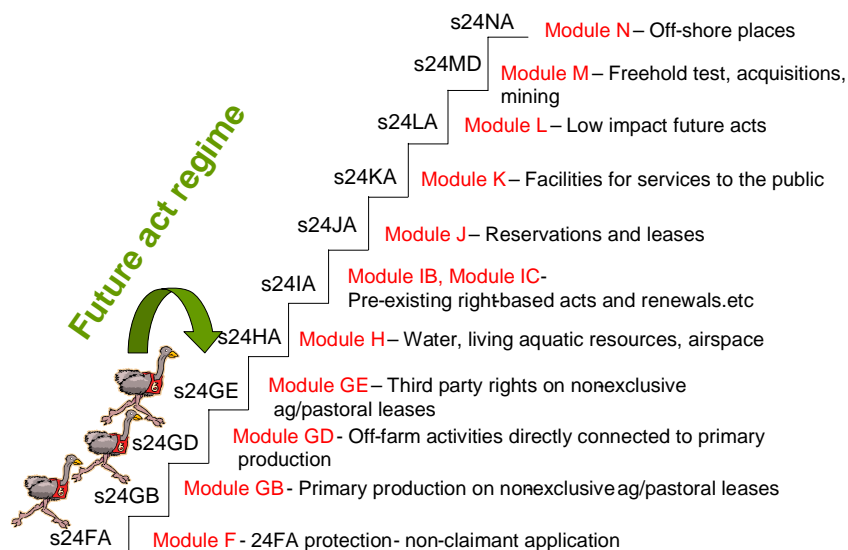 s24NA
Module N – Off-shore places
s24MD
Module M – Freehold test, acquisitions,
mining
s24LA
Module L – Low impact future acts
s24KA
Module K – Facilities for services to the public
s24JA
Module J – Reservations and leases
s24IA
Module IB, Module IC-
Pre-existing right-based acts and renewals.etc
s24HA
Module H – Water, living aquatic resources, airspace
s24GE
Module GE – Third party rights on non-exclusive
ag/pastoral leases
s24GD
Module GD - Off-farm activities directly connected to primary
production
s24GB
Module GB - Primary production on non-exclusive ag/pastoral leases
s24FA
Module F - 24FA protection- non-claimant application
Future act regime